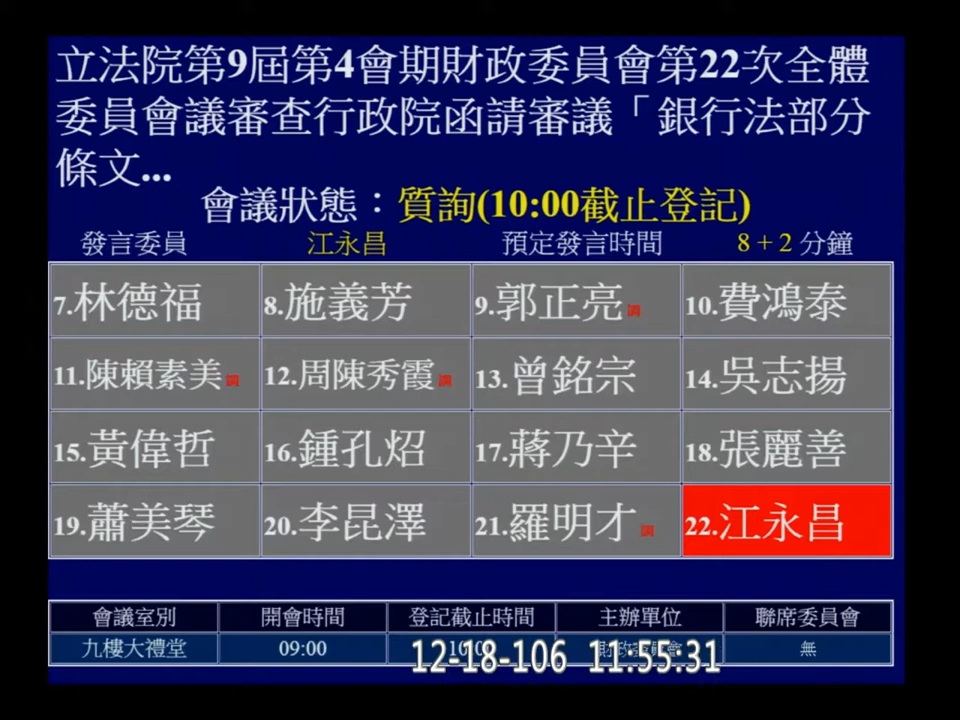 立法院第9屆第4會期財政委員會第22次全體
委員會議審查行政院函請審議「銀行法部分
條文...
會議狀態：質詢(10:00截止登記)
發言委員 江永昌 預定發言時間 8 + 2 分鐘
7.林德福 8.施義芳 9.郭正亮 10.費鴻泰
11.陳賴素美 12.周陳秀霞 13.曾銘宗 14.吳志揚
15.黃偉哲 16.鍾孔炤 17.蔣乃辛 18.張麗善
19.蕭美琴 20.李昆澤 21.羅明才 22.江永昌
會議室別 開會時間 登記截止時間 主辦單位 聯席委員會
九樓大禮堂 09:00 無
12-18-106 11:55:31